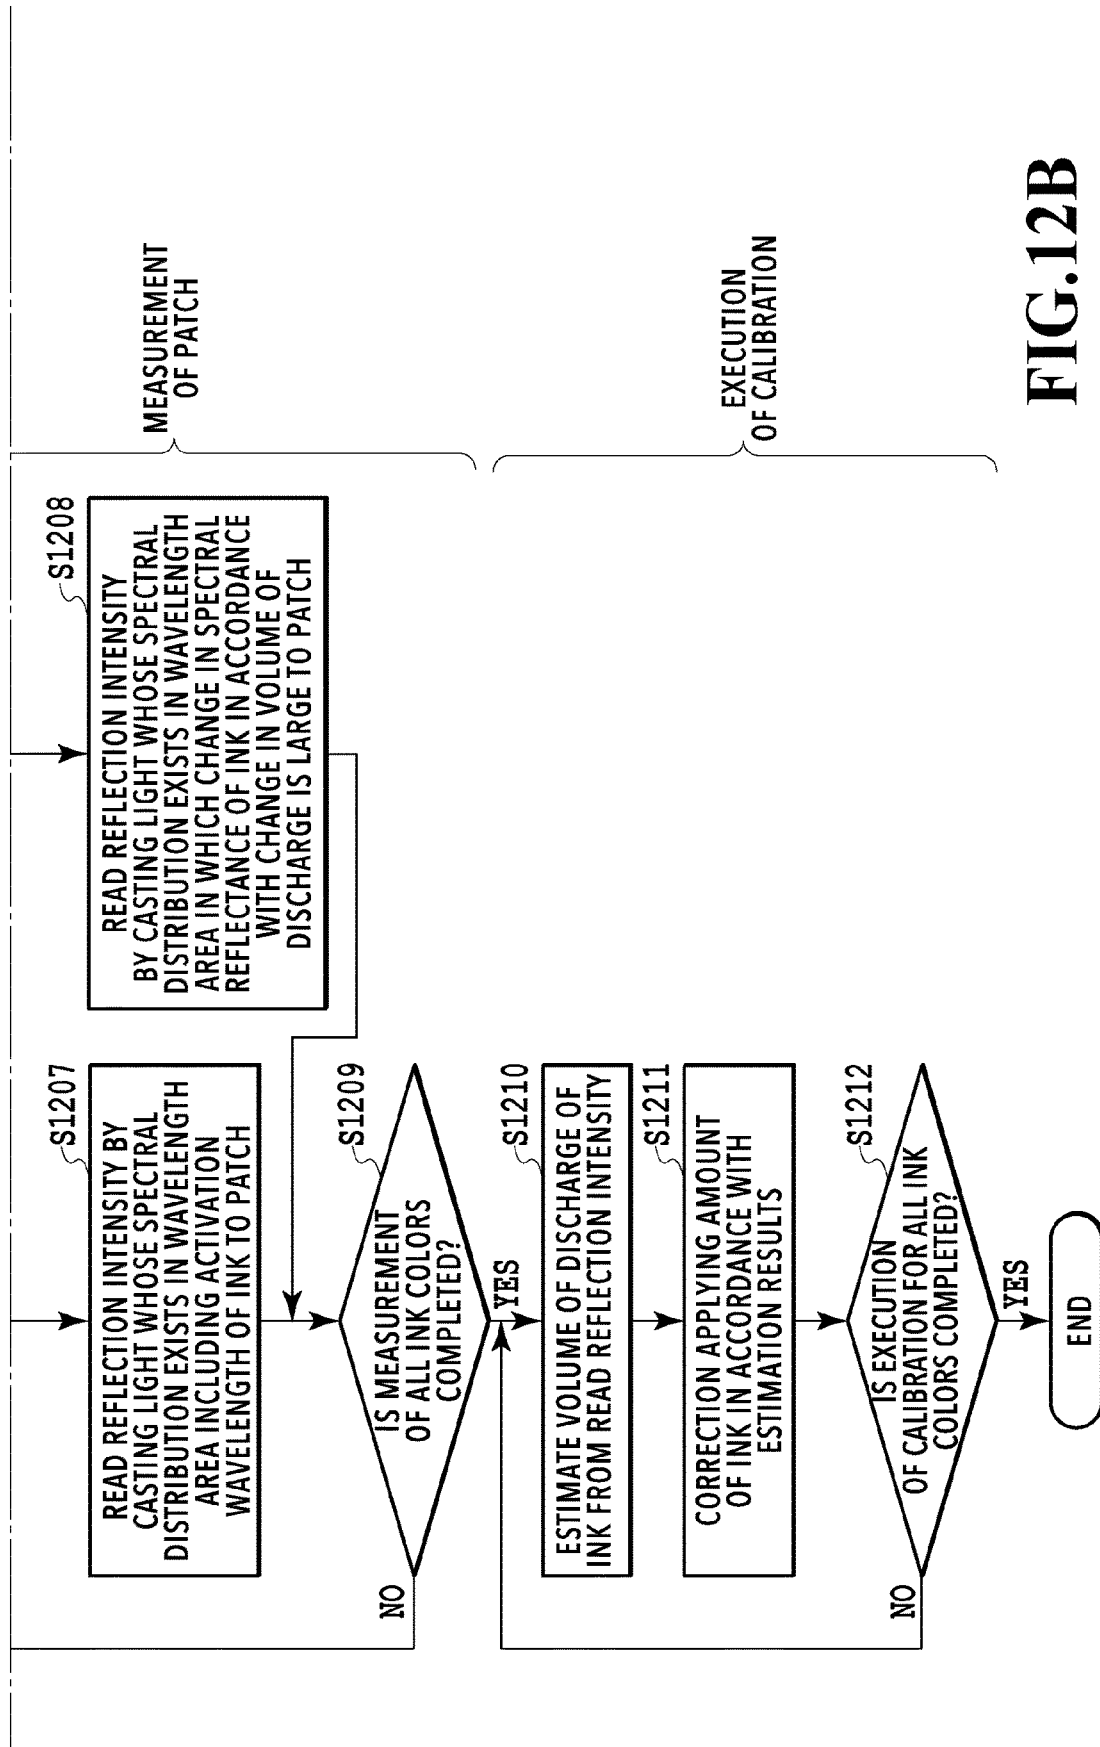 S1207
READ REFLECTION INTENSITY BY
CASTING LIGHT WHOSE SPECTRAL
DISTRIBUTION EXISTS IN WAVELENGTH
AREA INCLUDING ACTIVATION
WAVELENGTH OF INK TO PATCH
S1208
READ REFLECTION INTENSITY
BY CASTING LIGHT WHOSE SPECTRAL
DISTRIBUTION EXISTS IN WAVELENGTH
AREA IN WHICH CHANGE IN SPECTRAL
REFLECTANCE OF INK IN ACCORDANCE
WITH CHANGE IN VOLUME OF
DISCHARGE IS LARGE TO PATCH
MEASUREMENT
OF PATCH
S1209
IS MEASUREMENT
OF ALL INK COLORS
COMPLETED?
NO
YES
S1210
ESTIMATE VOLUME OF DISCHARGE OF
INK FROM READ REFLECTION INTENSITY
S1211
CORRECTION APPLYING AMOUNT
OF INK IN ACCORDANCE WITH
ESTIMATION RESULTS
EXECUTION
OF CALIBRATION
S1212
IS EXECUTION
OF CALIBRATION FOR ALL INK
COLORS COMPLETED?
NO
YES
END
FIG.12B